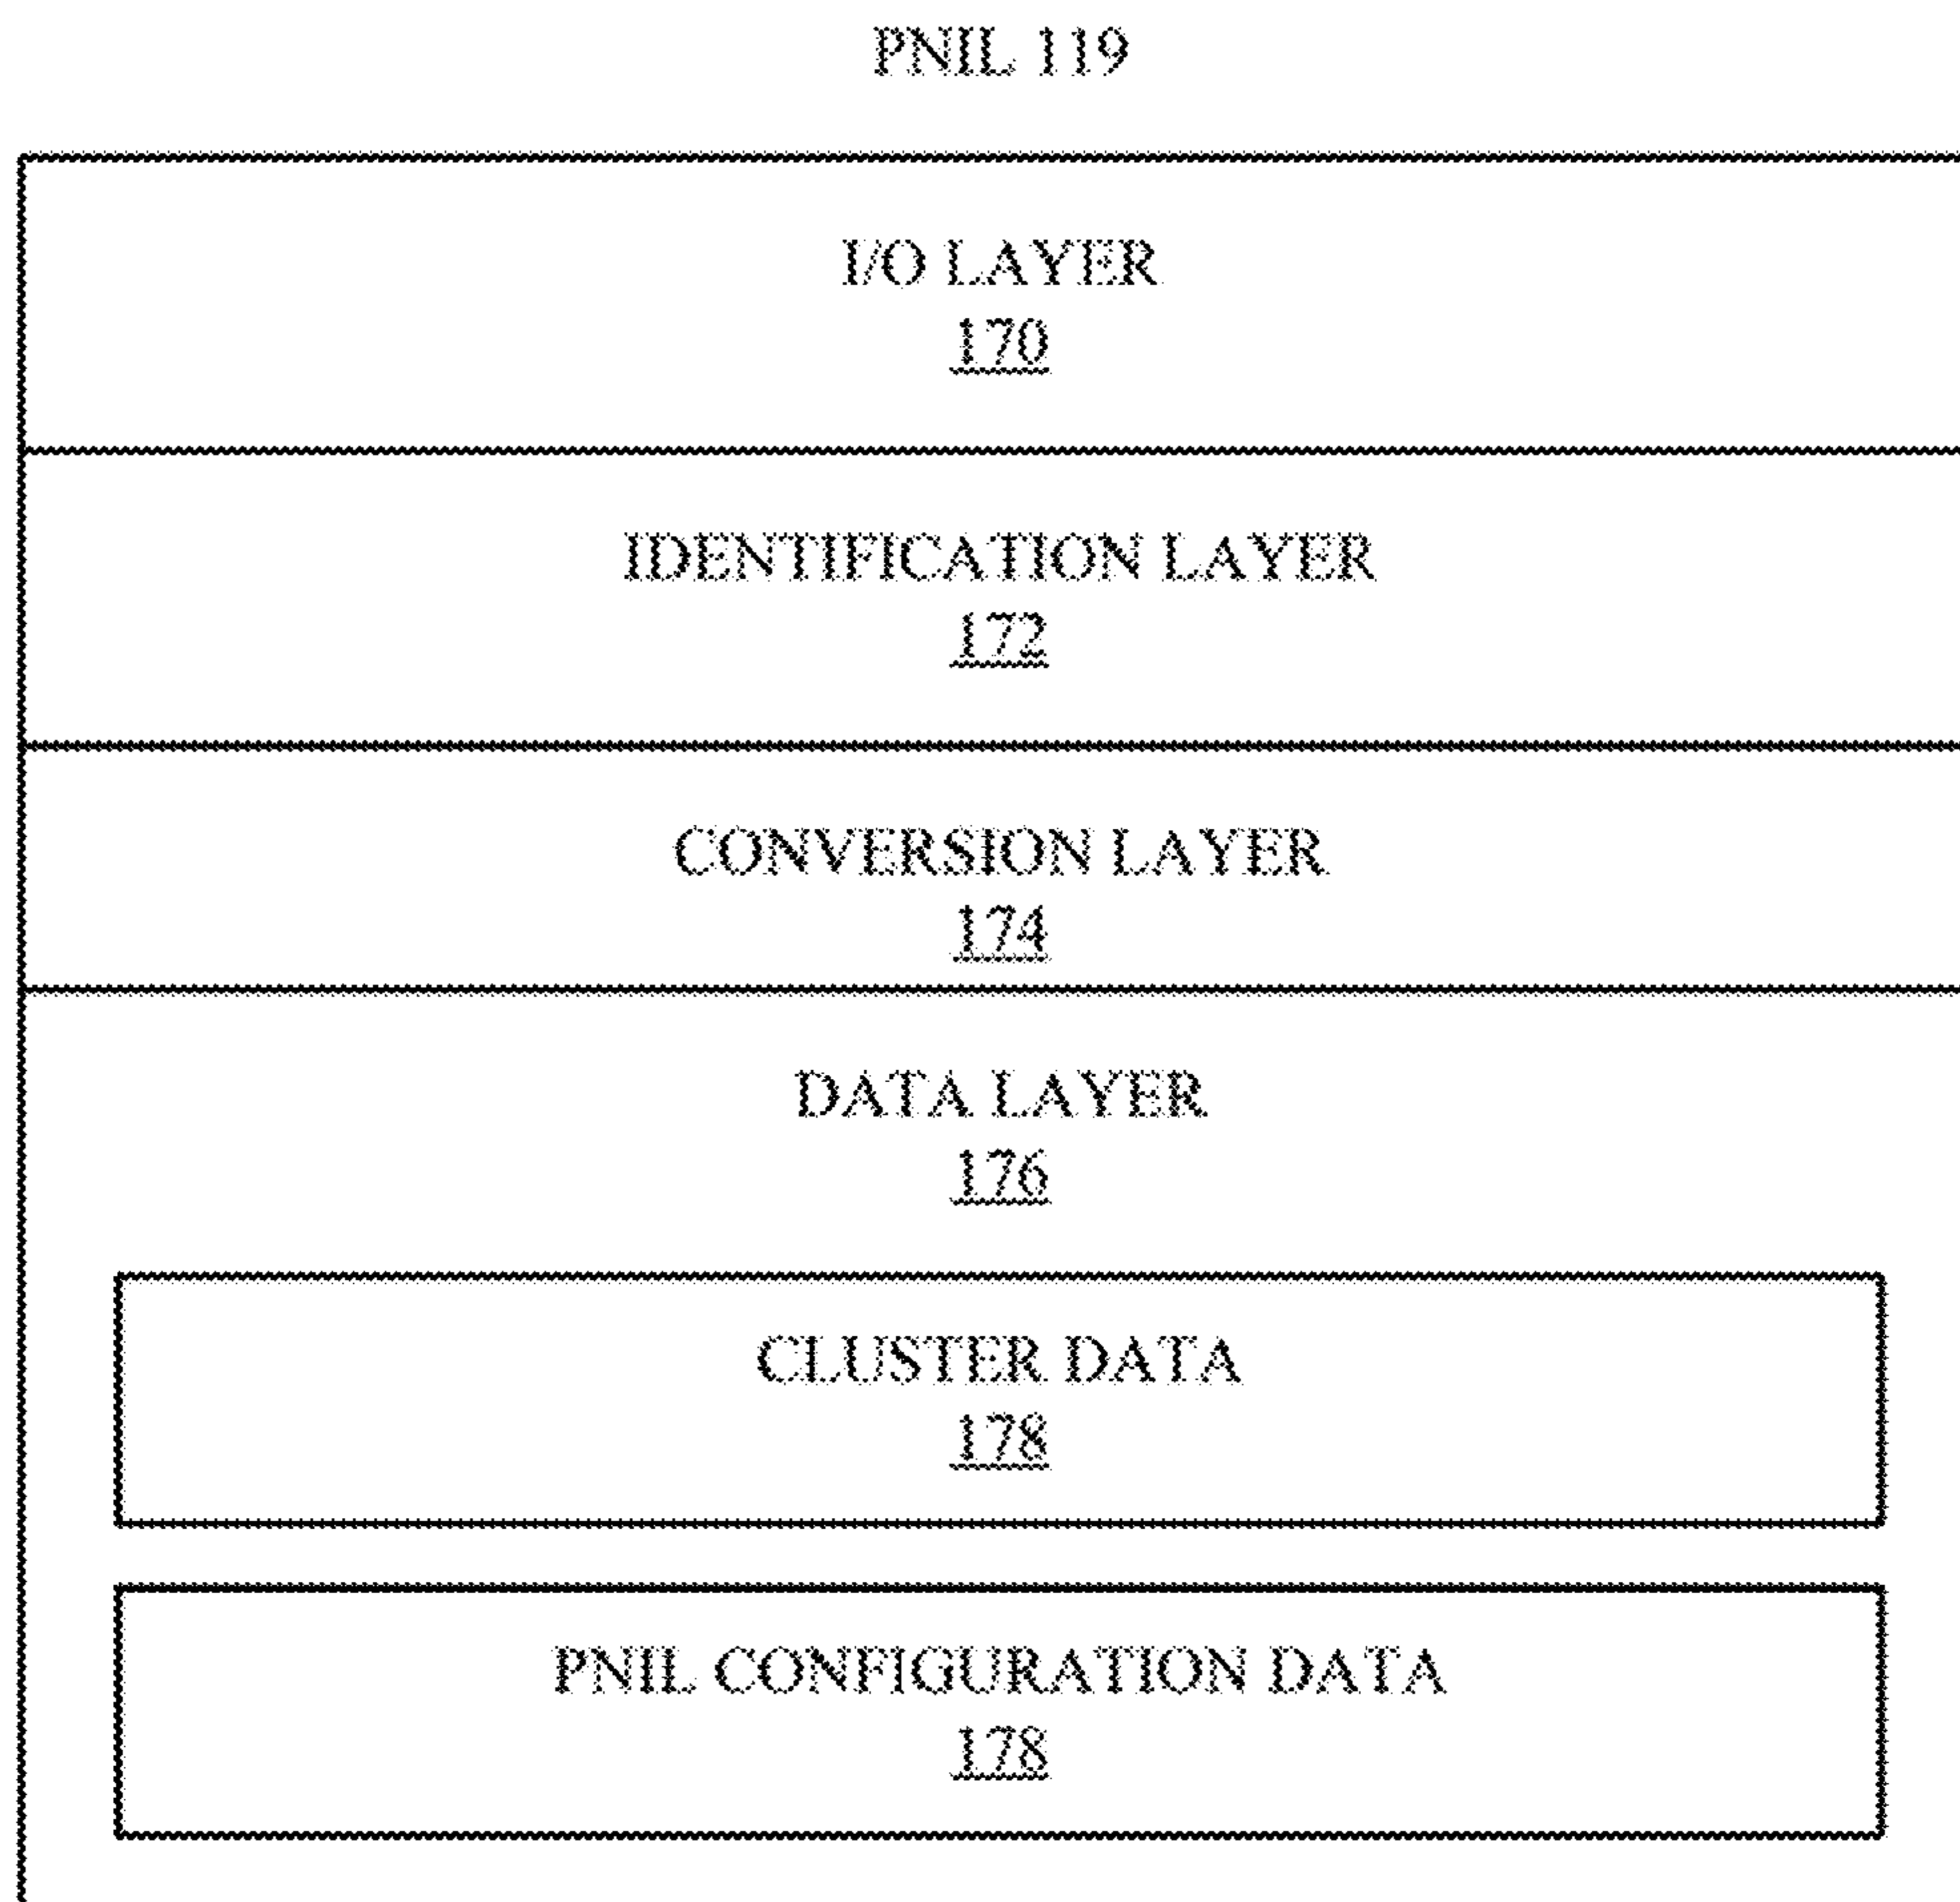 PNIL 119
I/O LAYER
170
IDENTIFICATION LAYER
172
CONVERSION LAYER
174
DATA LAYER
176
CLUSTER DATA
178
PNIL CONFIGURATION DATA
178